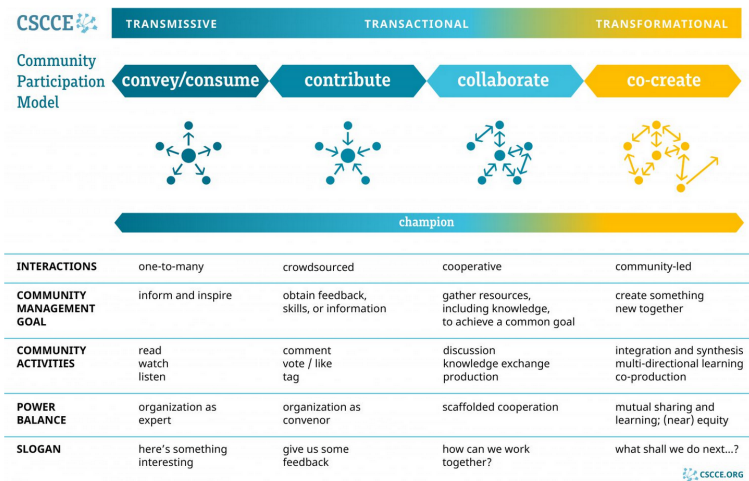 CSCCE
TRANSMISSIVE TRANSACTIONAL TRANSFORMATIONAL
Community
Participation
Model
convey/consume contribute collaborate co-create
champion
INTERACTIONS one-to-many crowdsourced cooperative community-led
COMMUNITY inform and inspire obtain feedback, gather resources, create something
MANAGEMENT skills, or information including knowledge, new together
GOAL to achieve a common goal
COMMUNITY read comment discussion integration and synthesis
ACTIVITIES watch vote / like knowledge exchange multi-directional learning
listen tag production co-production
POWER organization as organization as scaffolded cooperation mutual sharing and
BALANCE expert convenor learning; (near) equity
SLOGAN here's something give us some how can we work what shall we do next...?
interesting feedback together?
CSCCE.ORG